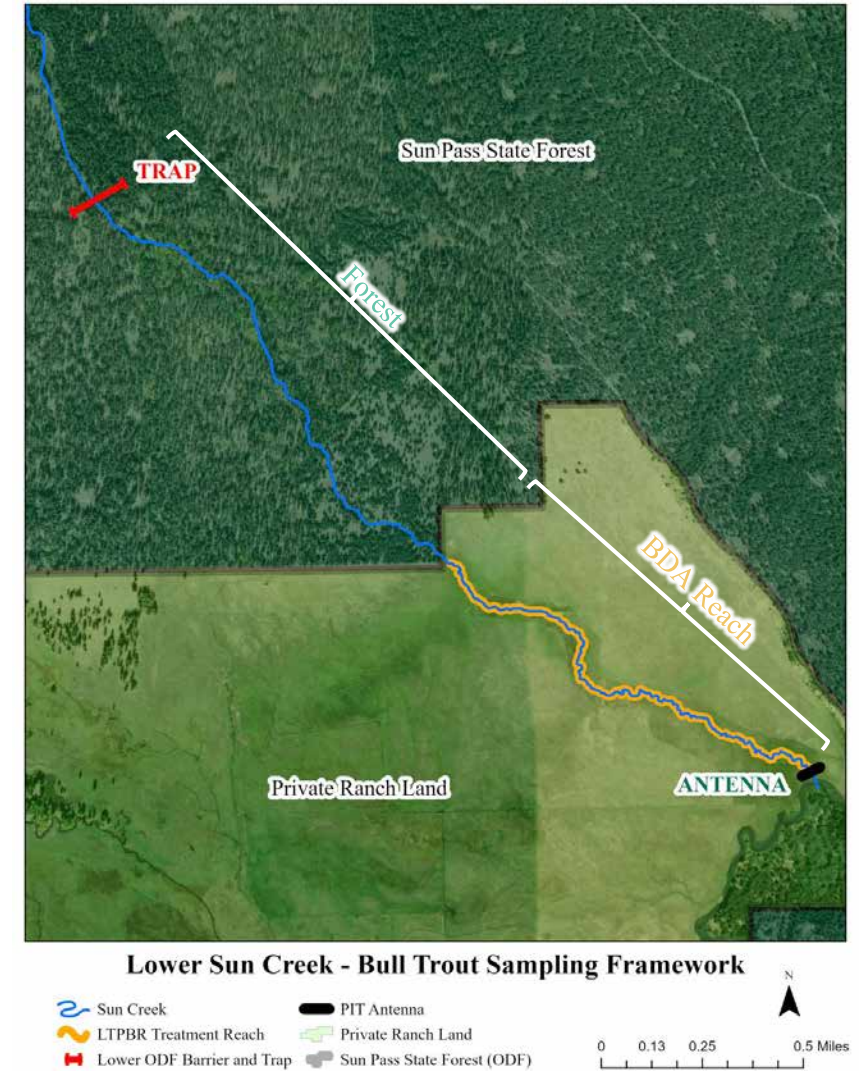 Sun Pass State Forest
TRAP
Forest
BDA Reach
Private Ranch Land
ANTENNA
Lower Sun Creek - Bull Trout Sampling Framework
N
Sun Creek
PIT Antenna
LTPBR Treatment Reach
Private Ranch Land
Lower ODF Barrier and Trap
Sun Pass State Forest (ODF)
0 0.13 0.25 0.5 Miles